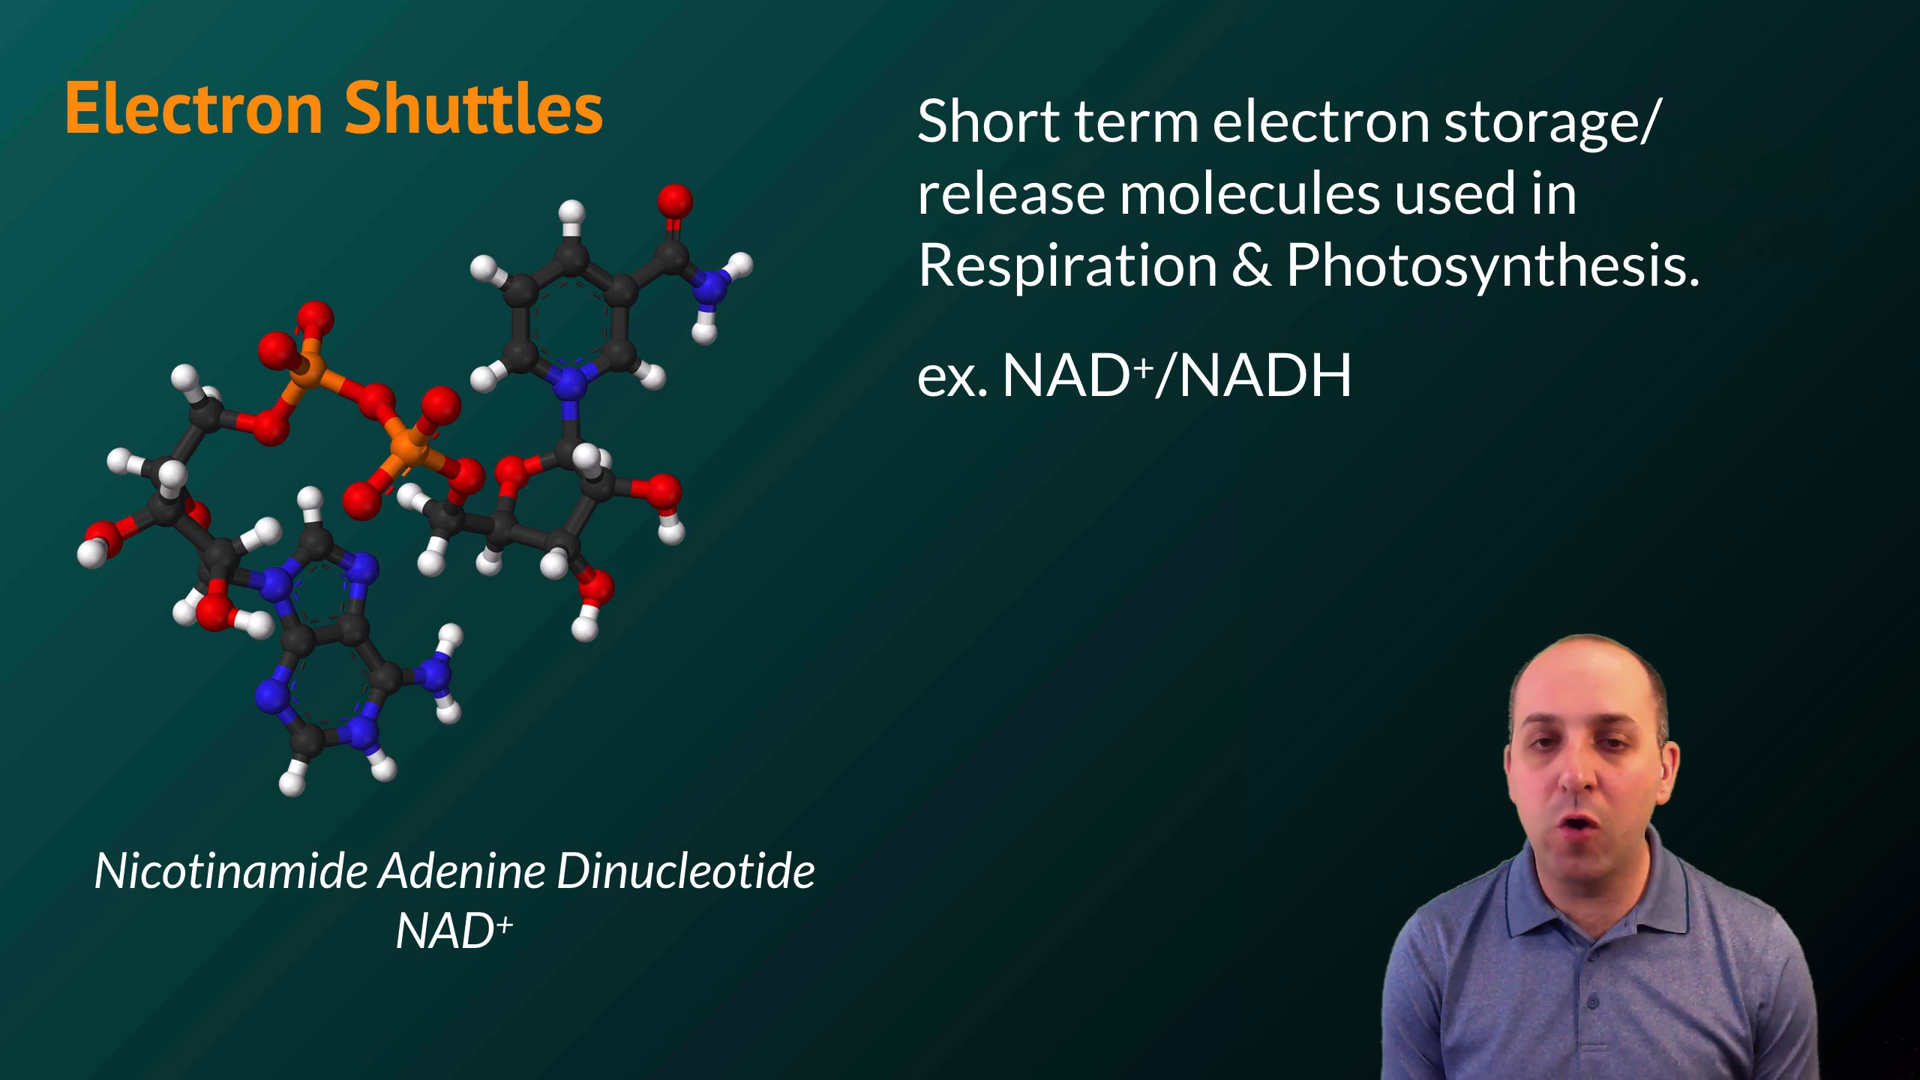 Electron Shuttles
Short term electron storage/
release molecules used in
Respiration & Photosynthesis.
ex. NAD⁺/NADH
Nicotinamide Adenine Dinucleotide
NAD⁺